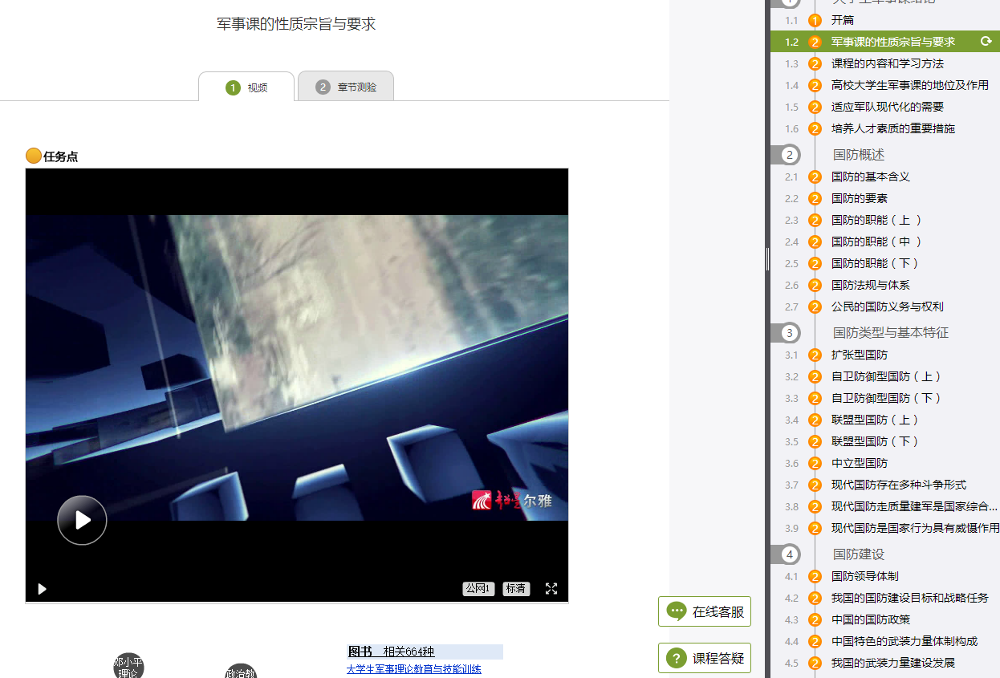 军事课的性质宗旨与要求
1 视频
2 章节测验
任务点
超星尔雅
公网1 标清
在线客服
? 课程答疑
图书 相关664种
大学生军事理论教育与技能训练
邓小平
理论
政治教
1
1.1 1 开篇
1.2 2 军事课的性质宗旨与要求
1.3 2 课程的内容和学习方法
1.4 2 高校大学生军事课的地位及作用
1.5 2 适应军队现代化的需要
1.6 2 培养人才素质的重要措施
2 国防概述
2.1 2 国防的基本含义
2.2 2 国防的要素
2.3 2 国防的职能（上 ）
2.4 2 国防的职能（中 ）
2.5 2 国防的职能（下）
2.6 2 国防法规与体系
2.7 2 公民的国防义务与权利
3 国防类型与基本特征
3.1 2 扩张型国防
3.2 2 自卫防御型国防（上）
3.3 2 自卫防御型国防（下）
3.4 2 联盟型国防（上）
3.5 2 联盟型国防（下）
3.6 2 中立型国防
3.7 2 现代国防存在多种斗争形式
3.8 2 现代国防走质量建军是国家综合...
3.9 2 现代国防是国家行为具有威慑作用
4 国防建设
4.1 2 国防领导体制
4.2 2 我国的国防建设目标和战略任务
4.3 2 中国的国防政策
4.4 2 中国特色的武装力量体制构成
4.5 2 我国的武装力量建设发展